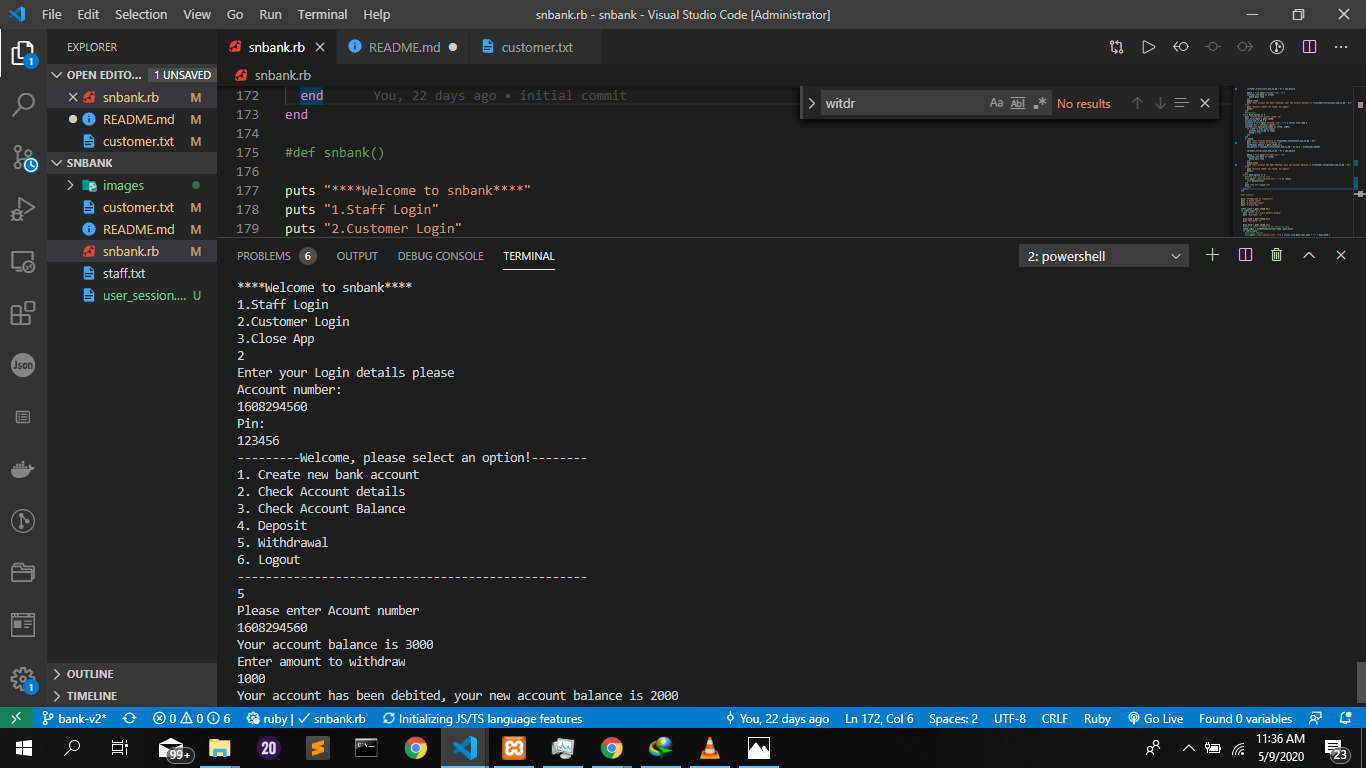 File Edit Selection View Go Run Terminal Help
snbank.rb - snbank - Visual Studio Code [Administrator]
EXPLORER
OPEN EDITO... 1 UNSAVED
snbank.rb M
README.md M
customer.txt M
SNBANK
images
customer.txt M
README.md M
snbank.rb M
staff.txt
user_session.... U
OUTLINE
TIMELINE
1
Json
1
snbank.rb
README.md
customer.txt
snbank.rb
172 end You, 22 days ago • initial commit
173 end
174
175 #def snbank()
176
177 puts "****Welcome to snbank****"
178 puts "1.Staff Login"
179 puts "2.Customer Login"
witdr Aa Abl .* No results
PROBLEMS 6 OUTPUT DEBUG CONSOLE TERMINAL
2: powershell
****Welcome to snbank****
1.Staff Login
2.Customer Login
3.Close App
2
Enter your Login details please
Account number:
1608294560
Pin:
123456
---------Welcome, please select an option!--------
1. Create new bank account
2. Check Account details
3. Check Account Balance
4. Deposit
5. Withdrawal
6. Logout
--------------------------------------------------
5
Please enter Acount number
1608294560
Your account balance is 3000
Enter amount to withdraw
1000
Your account has been debited, your new account balance is 2000
bank-v2* 0 0 6 ruby | snbank.rb Initializing JS/TS language features You, 22 days ago Ln 172, Col 6 Spaces: 2 UTF-8 CRLF Ruby Go Live Found 0 variables
99+
20
11:36 AM
5/9/2020
23